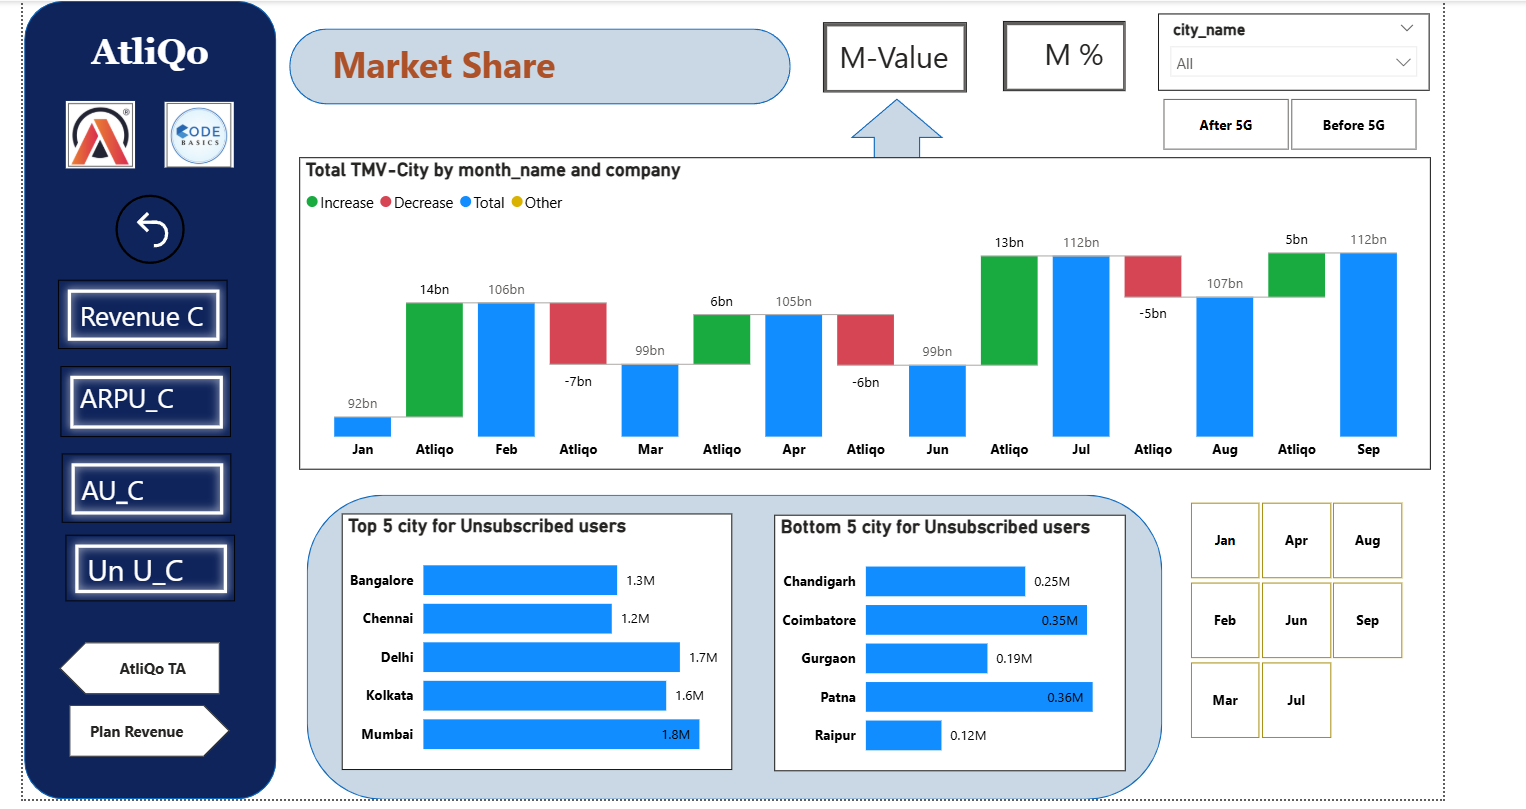 AtliQo
CODE
BASICS
Revenue C
ARPU_C
AU_C
Un U_C
AtliQo TA
Plan Revenue
Market Share
M-Value
M %
city_name
All
After 5G
Before 5G
Total TMV-City by month_name and company
Increase Decrease Total Other
14bn 106bn 6bn 105bn 13bn 112bn 5bn 112bn
92bn -7bn 99bn -6bn 99bn -5bn 107bn
Jan Atliqo Feb Atliqo Mar Atliqo Apr Atliqo Jun Atliqo Jul Atliqo Aug Atliqo Sep
Top 5 city for Unsubscribed users
Bangalore 1.3M
Chennai 1.2M
Delhi 1.7M
Kolkata 1.6M
Mumbai 1.8M
Bottom 5 city for Unsubscribed users
Chandigarh 0.25M
Coimbatore 0.35M
Gurgaon 0.19M
Patna 0.36M
Raipur 0.12M
Jan Apr Aug
Feb Jun Sep
Mar Jul